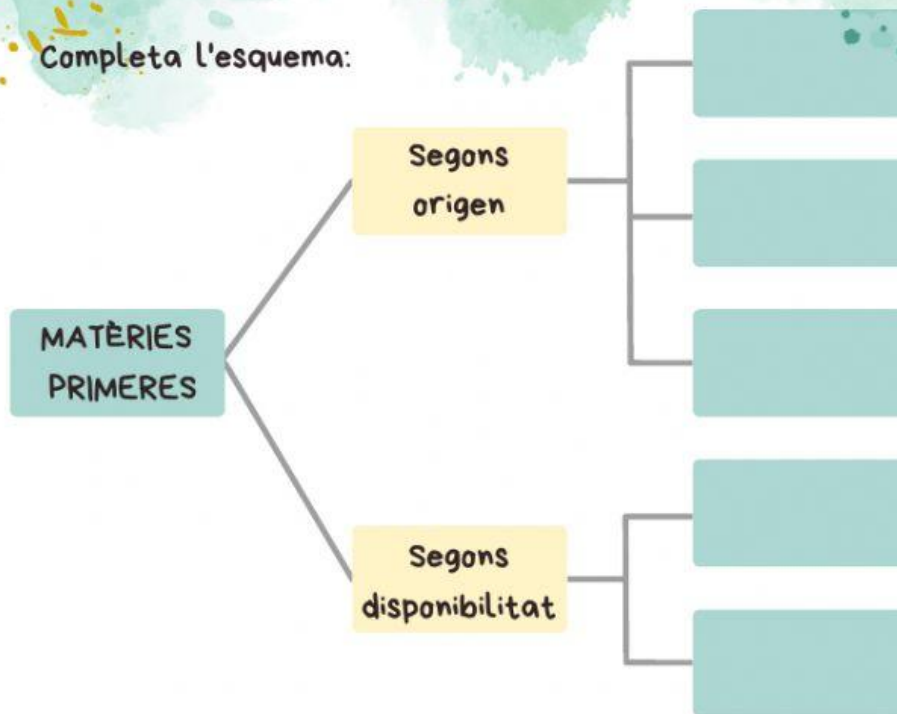 Completa l'esquema:
Segons
origen
MATÈRIES
PRIMERES
Segons
disponibilitat